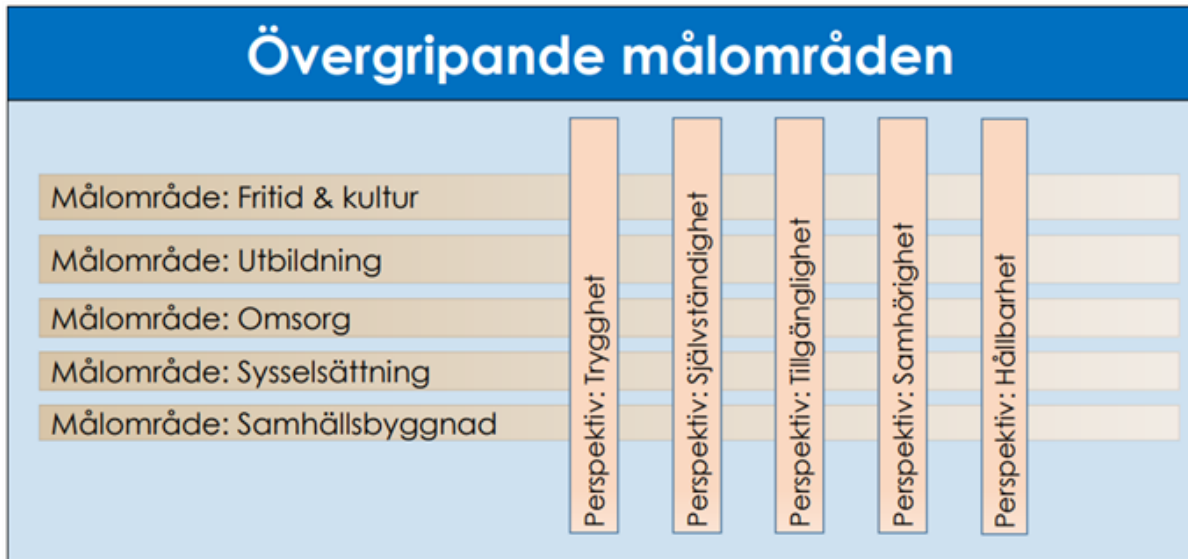 Övergripande målområden
Målområde: Fritid & kultur
Målområde: Utbildning
Målområde: Omsorg
Målområde: Sysselsättning
Målområde: Samhällsbyggnad
Perspektiv: Trygghet
Perspektiv: Självständighet
Perspektiv: Tillgänglighet
Perspektiv: Samhörighet
Perspektiv: Hållbarhet